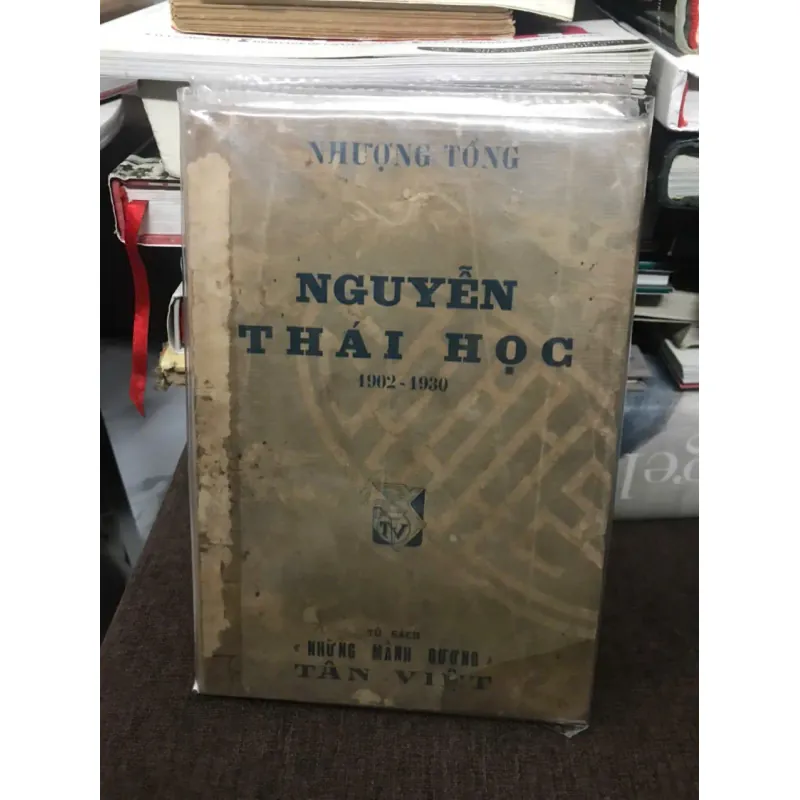 NHƯỢNG TỐNG
NGUYỄN
THÁI HỌC
1902 - 1930
TV
TỦ SÁCH
« NHỮNG MẢNH GƯƠNG »
TÂN VIỆT